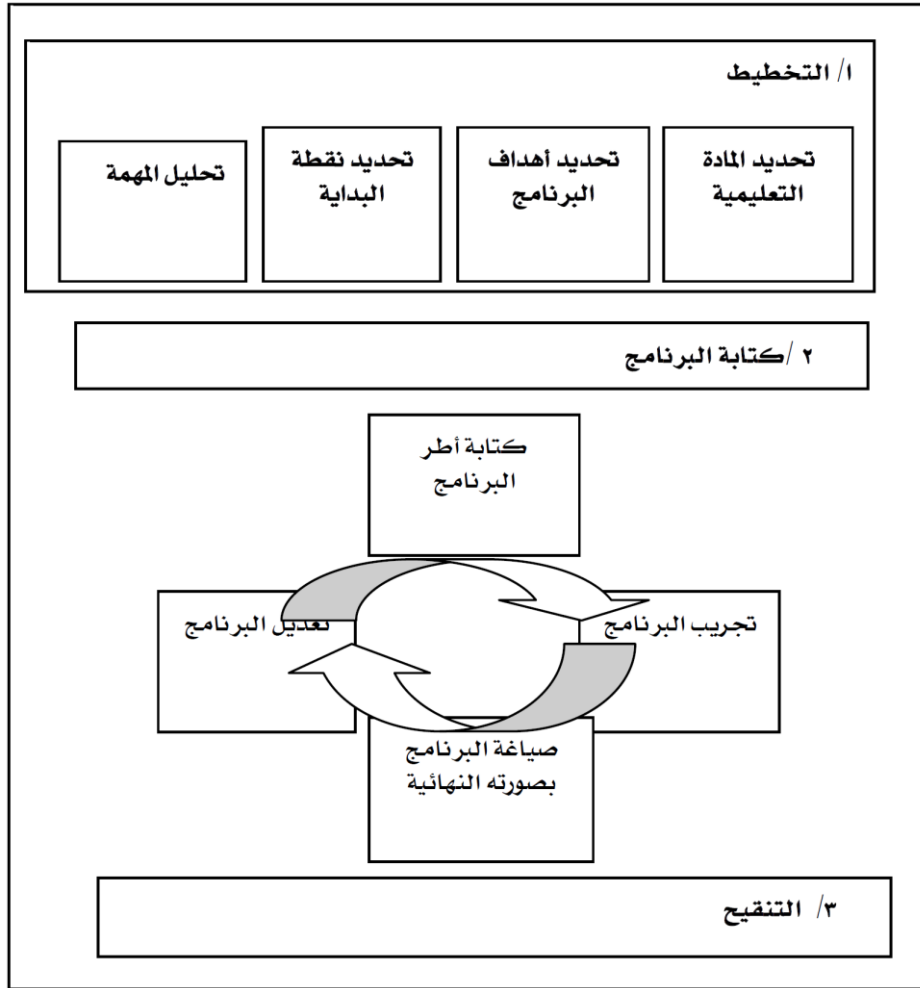 ١/ التخطيط
تحديد المادة
التعليمية
تحديد أهداف
البرنامج
تحديد نقطة
البداية
تحليل المهمة
٢ /كتابة البرنامج
كتابة أطر
البرنامج
تجريب البرنامج
تعديل البرنامج
صياغة البرنامج
بصورته النهائية
٣/ التنقيح